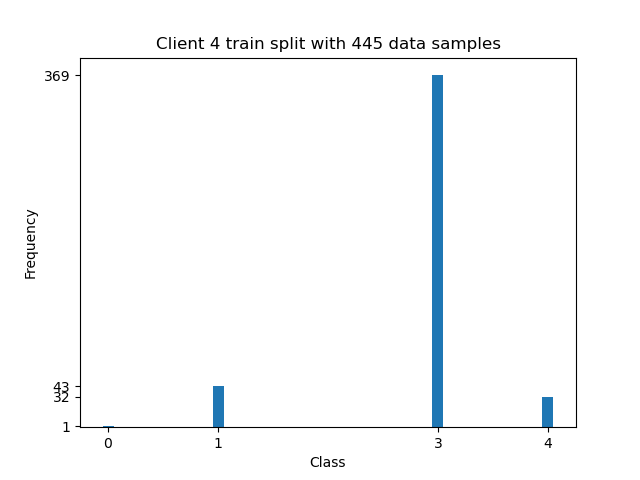 Client 4 train split with 445 data samples
369
43
32
1
Frequency
0 1 3 4
Class